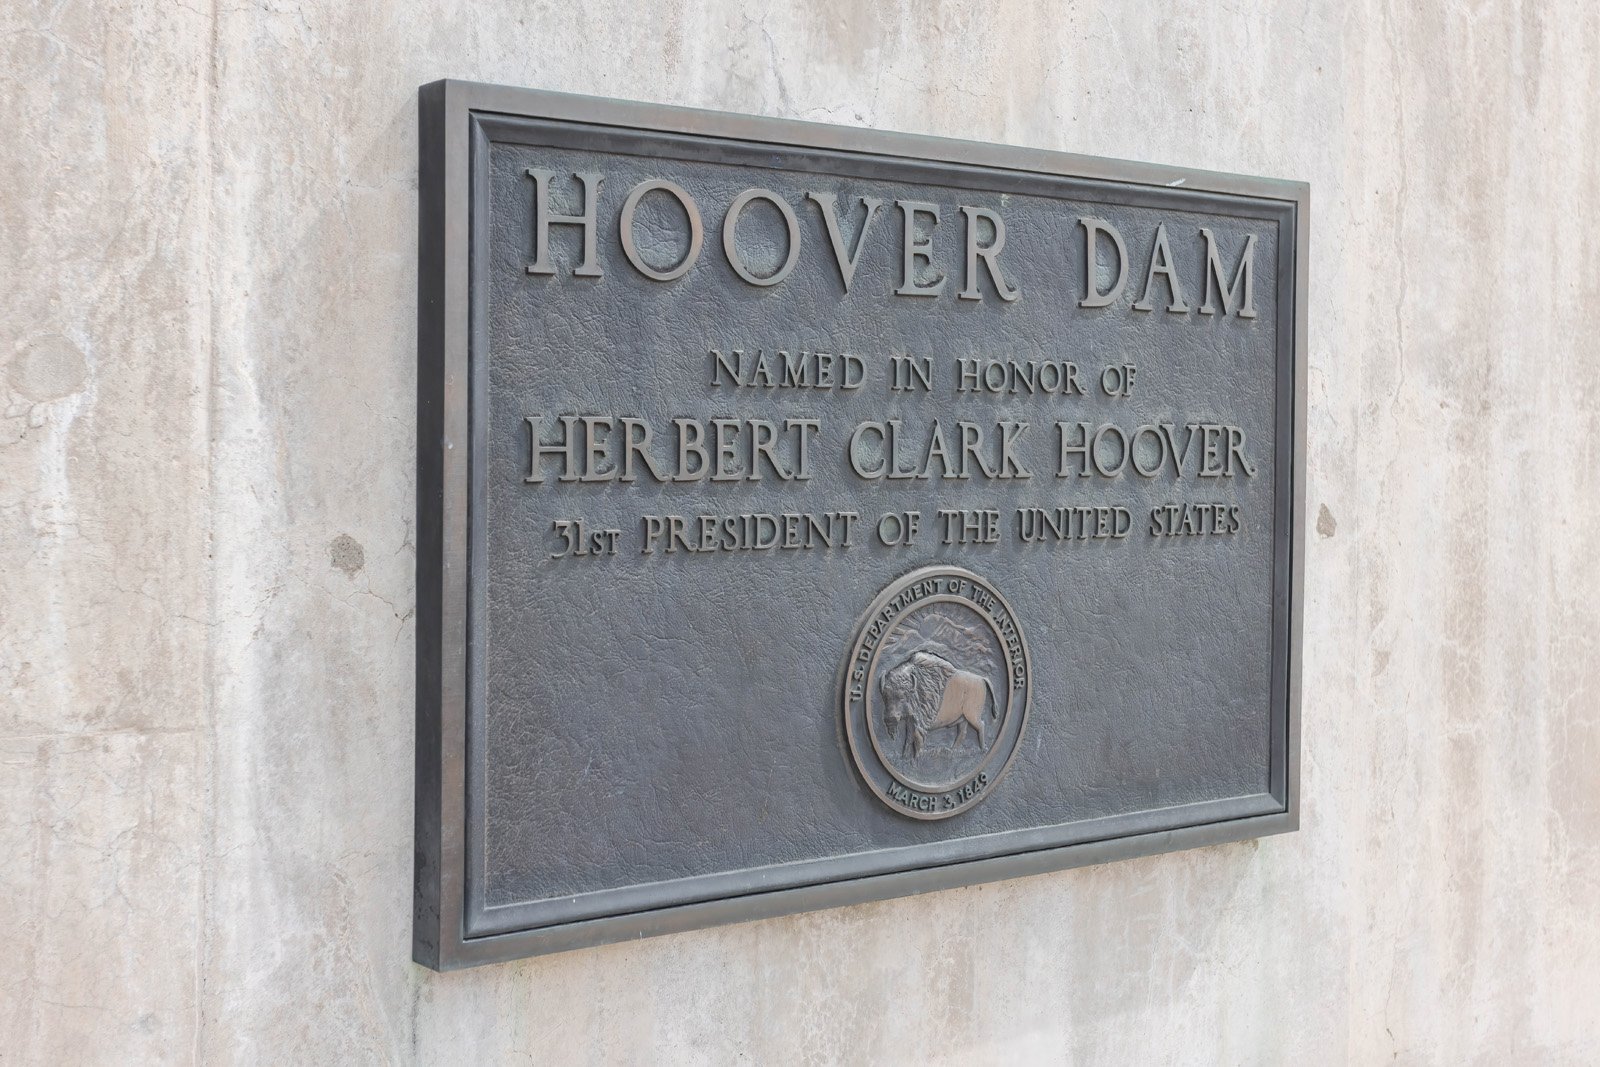 HOOVER DAM
NAMED IN HONOR OF
HERBERT CLARK HOOVER
31ST PRESIDENT OF THE UNITED STATES
U.S. DEPARTMENT OF THE INTERIOR
MARCH 3, 1849